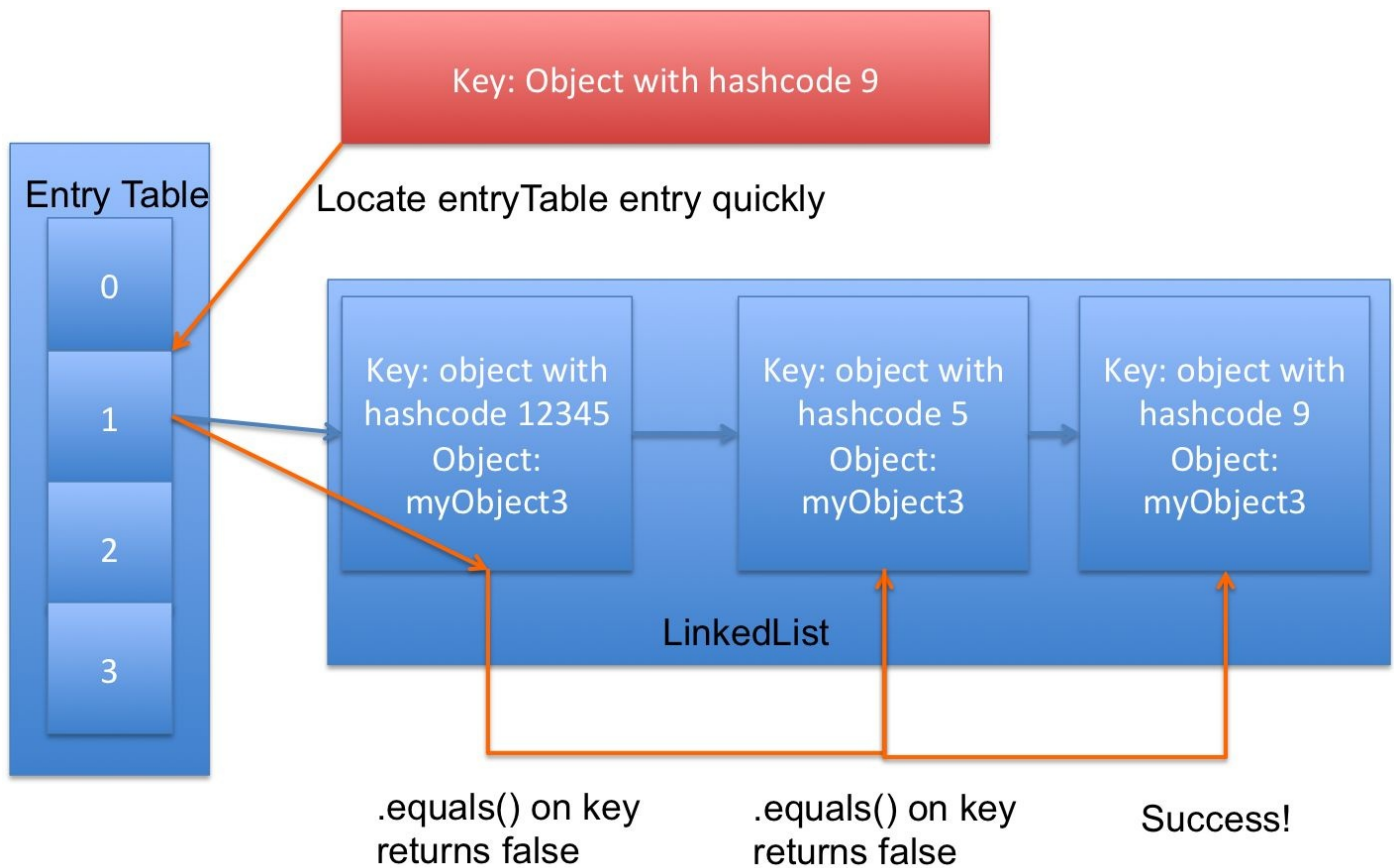 Key: Object with hashcode 9
Entry Table
Locate entryTable entry quickly
0
1
2
3
Key: object with
hashcode 12345
Object:
myObject3
Key: object with
hashcode 5
Object:
myObject3
Key: object with
hashcode 9
Object:
myObject3
LinkedList
.equals() on key
returns false
.equals() on key
returns false
Success!